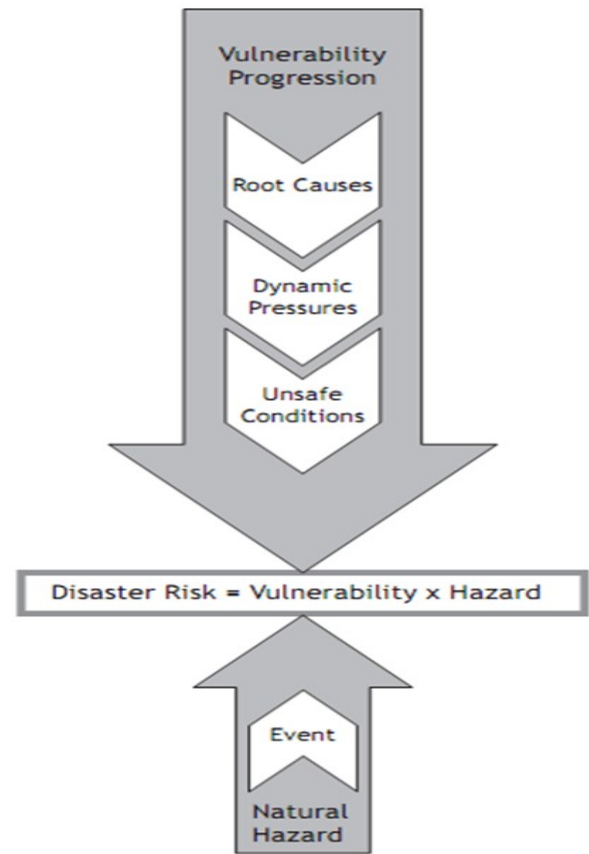 Vulnerability
Progression
Root Causes
Dynamic
Pressures
Unsafe
Conditions
Disaster Risk = Vulnerability x Hazard
Event
Natural
Hazard